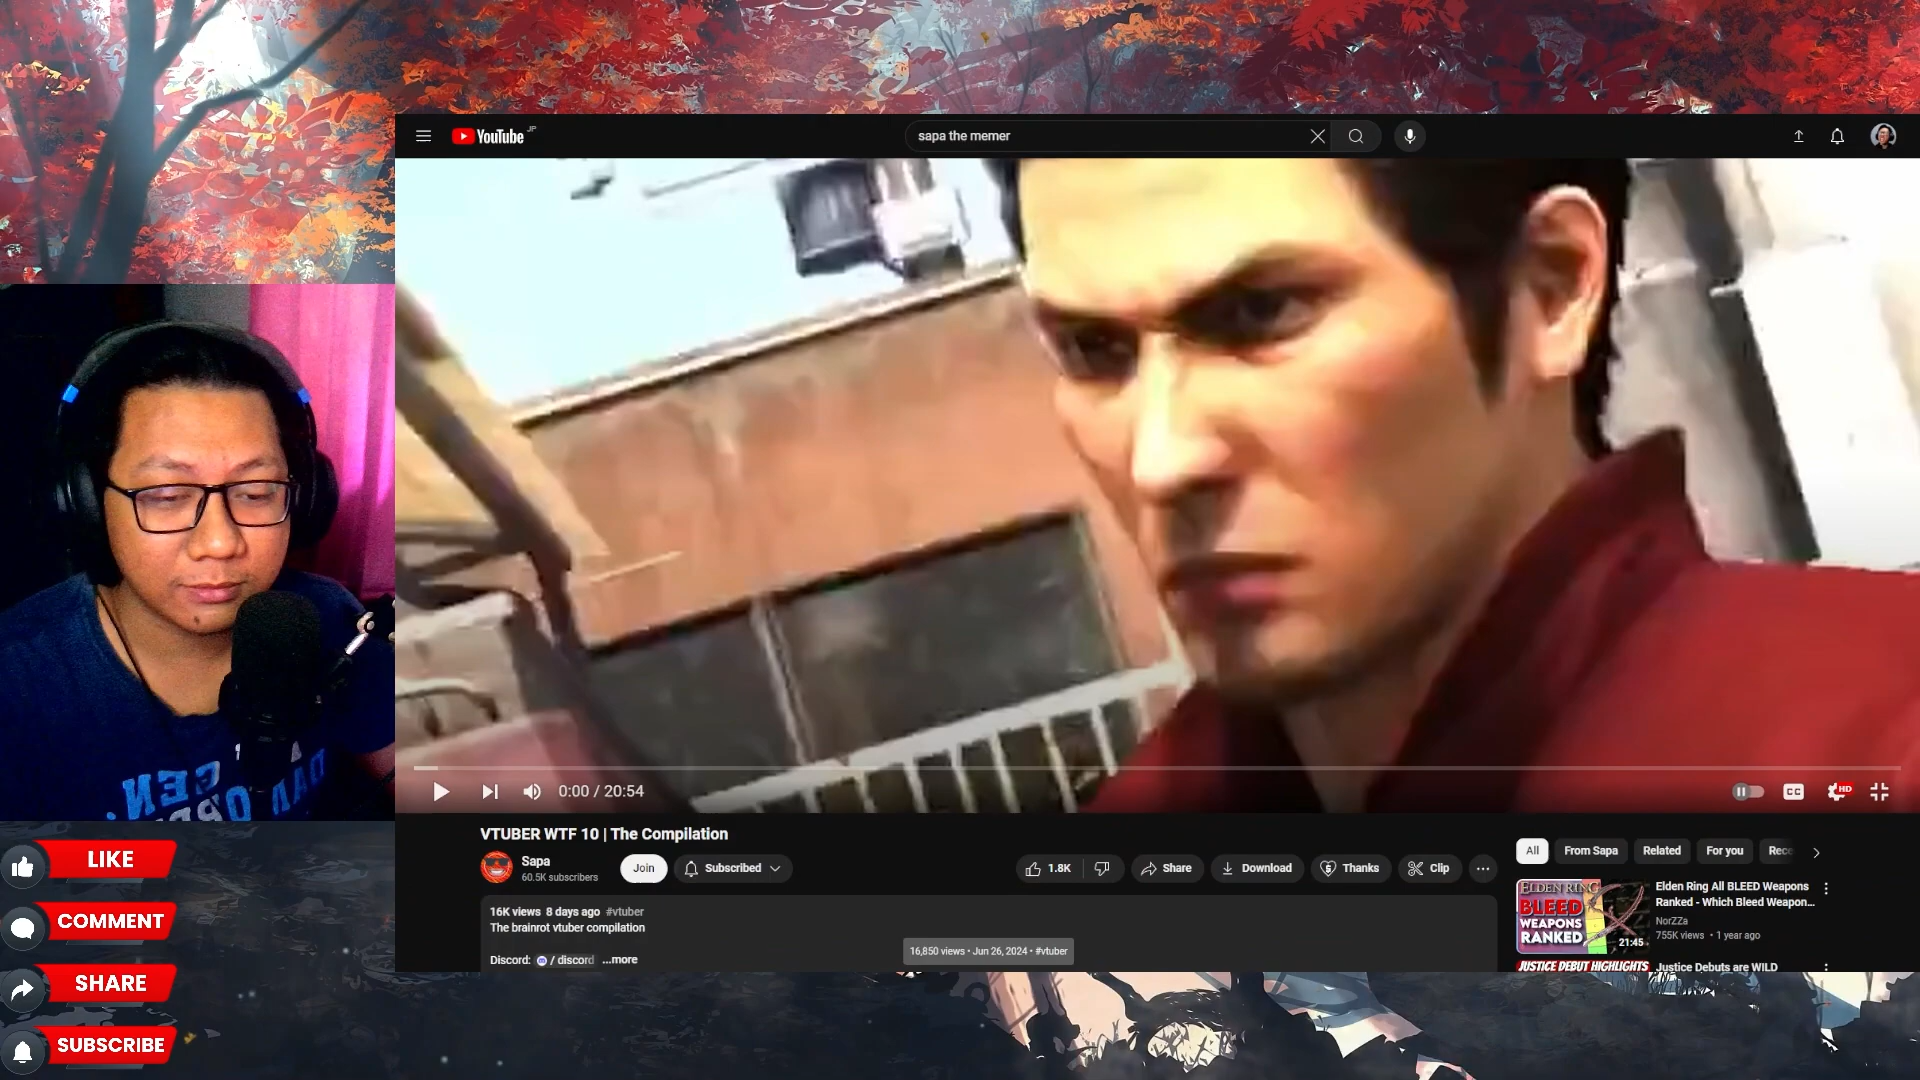 YouTube JP
sapa the memer
0:00 / 20:54
CC
HD
VTUBER WTF 10 | The Compilation
Sapa
60.5K subscribers
Join
Subscribed
1.8K
Share
Download
Thanks
Clip
16K views 8 days ago #vtuber
The brainrot vtuber compilation
16,850 views • Jun 26, 2024 • #vtuber
Discord: / discord ...more
All
From Sapa
Related
For you
Rece
ELDEN RING
BLEED
WEAPONS
RANKED
21:45
Elden Ring All BLEED Weapons
Ranked - Which Bleed Weapon...
NorZZa
755K views • 1 year ago
JUSTICE DEBUT HIGHLIGHTS
Justice Debuts are WILD
LIKE
COMMENT
SHARE
SUBSCRIBE